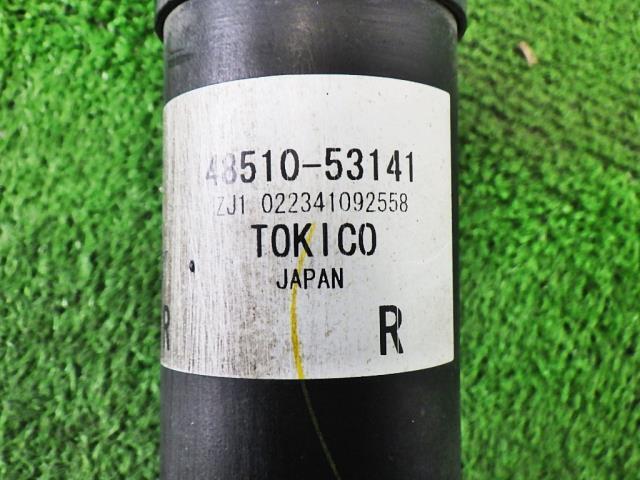 48510-53141
ZJ1 022341092558
TOKICO
JAPAN
R R